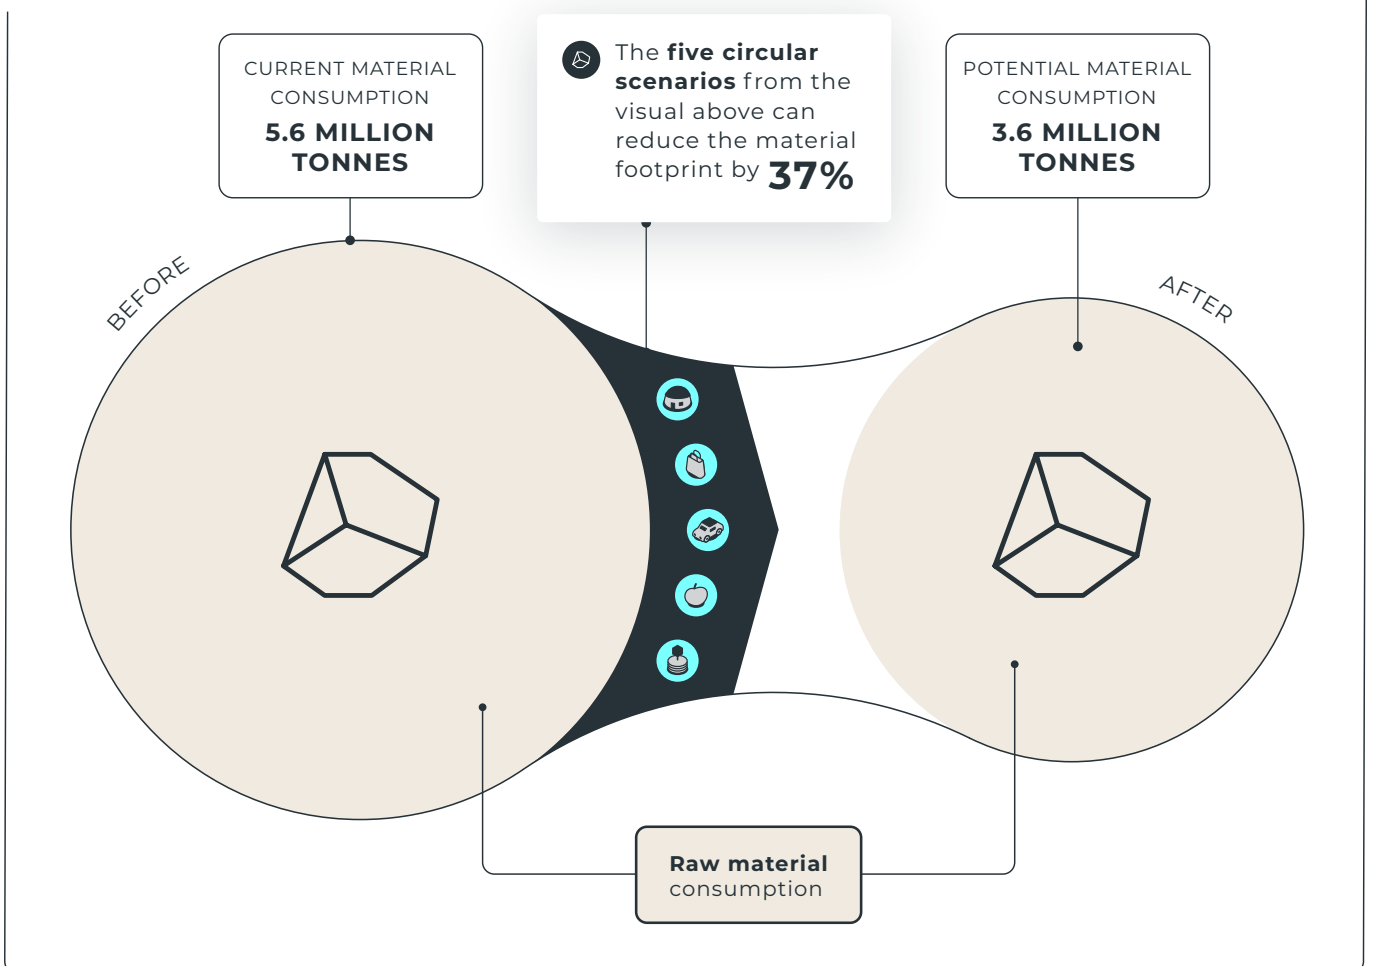 CURRENT MATERIAL
CONSUMPTION
5.6 MILLION
TONNES
The five circular
scenarios from the
visual above can
reduce the material
footprint by 37%
POTENTIAL MATERIAL
CONSUMPTION
3.6 MILLION
TONNES
BEFORE
AFTER
Raw material
consumption